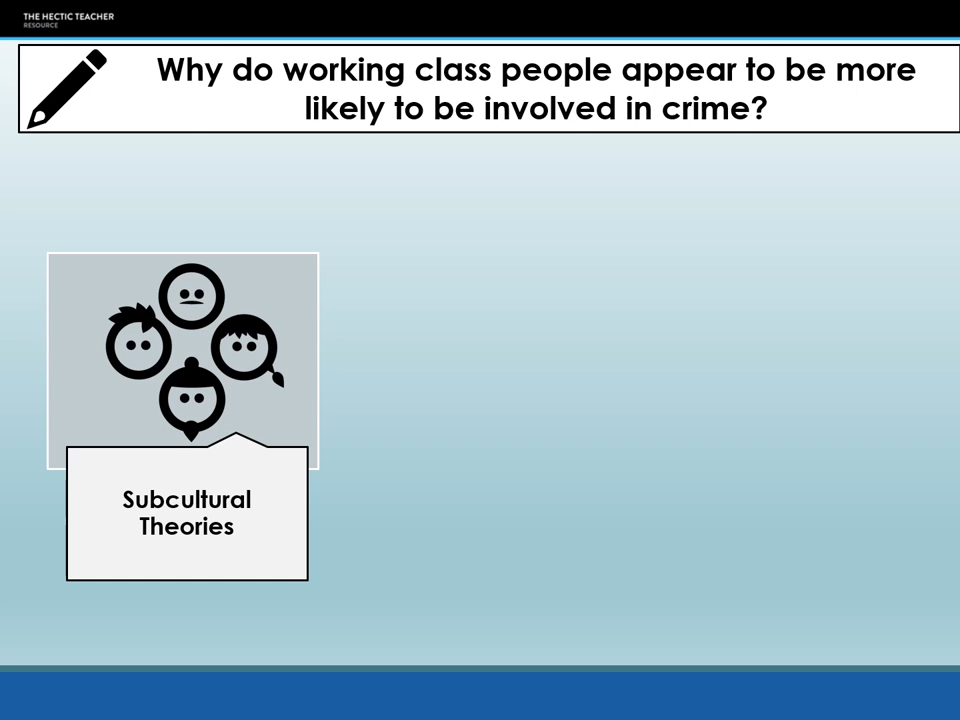 THE HECTIC TEACHER
RESOURCE
Why do working class people appear to be more
likely to be involved in crime?
Subcultural
Theories